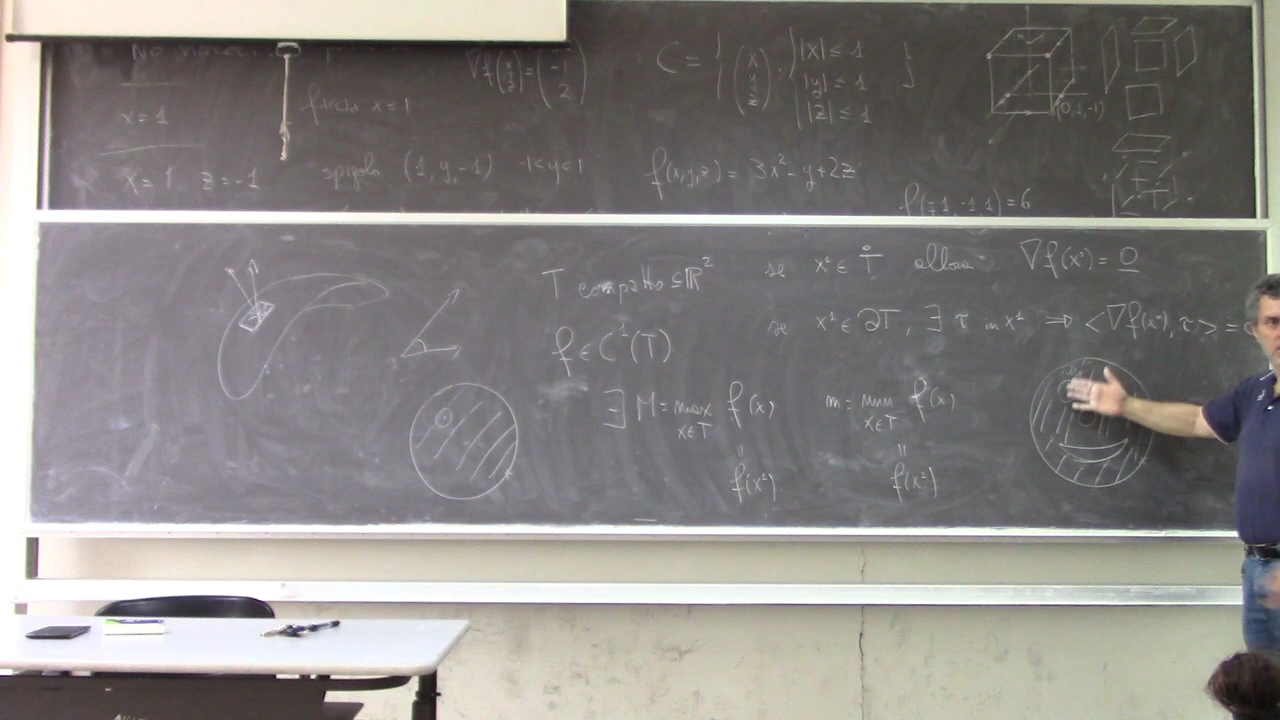 x = 1
x = 1 z = -1
faccia x = 1
spigolo (1, y, -1) -1 < y < 1
∇f(x y z) = ( -1 2 )
C = { (x y z) : |x| ≤ 1 |y| ≤ 1 |z| ≤ 1 }
f(x,y,z) = 3x² - y + 2z
(0,1,-1)
f(∓1, -1, 1) = 6
T compatto ⊆ ℝ²
f ∈ C¹(T)
∃ M = max x∈T f(x)
f(x¹)
m = min x∈T f(x)
f(x²)
se x¹ ∈ T̊ allora ∇f(x¹) = 0
se x¹ ∈ ∂T, ∃ τ in x¹ ⇒ <∇f(x¹), τ> =